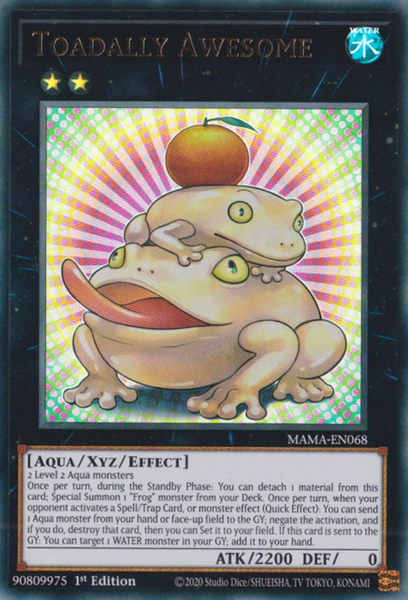 TOADALLY AWESOME
WATER
水
MAMA-EN068
[AQUA/XYZ/EFFECT]
2 Level 2 Aqua monsters
Once per turn, during the Standby Phase: You can detach 1 material from this
card; Special Summon 1 "Frog" monster from your Deck. Once per turn, when your
opponent activates a Spell/Trap Card, or monster effect (Quick Effect): You can send
1 Aqua monster from your hand or face-up field to the GY; negate the activation, and
if you do, destroy that card, then you can Set it to your field. If this card is sent to the
GY: You can target 1 WATER monster in your GY; add it to your hand.
ATK/2200 DEF/ 0
90809975 1st Edition ©2020 Studio Dice/SHUEISHA, TV TOKYO, KONAMI